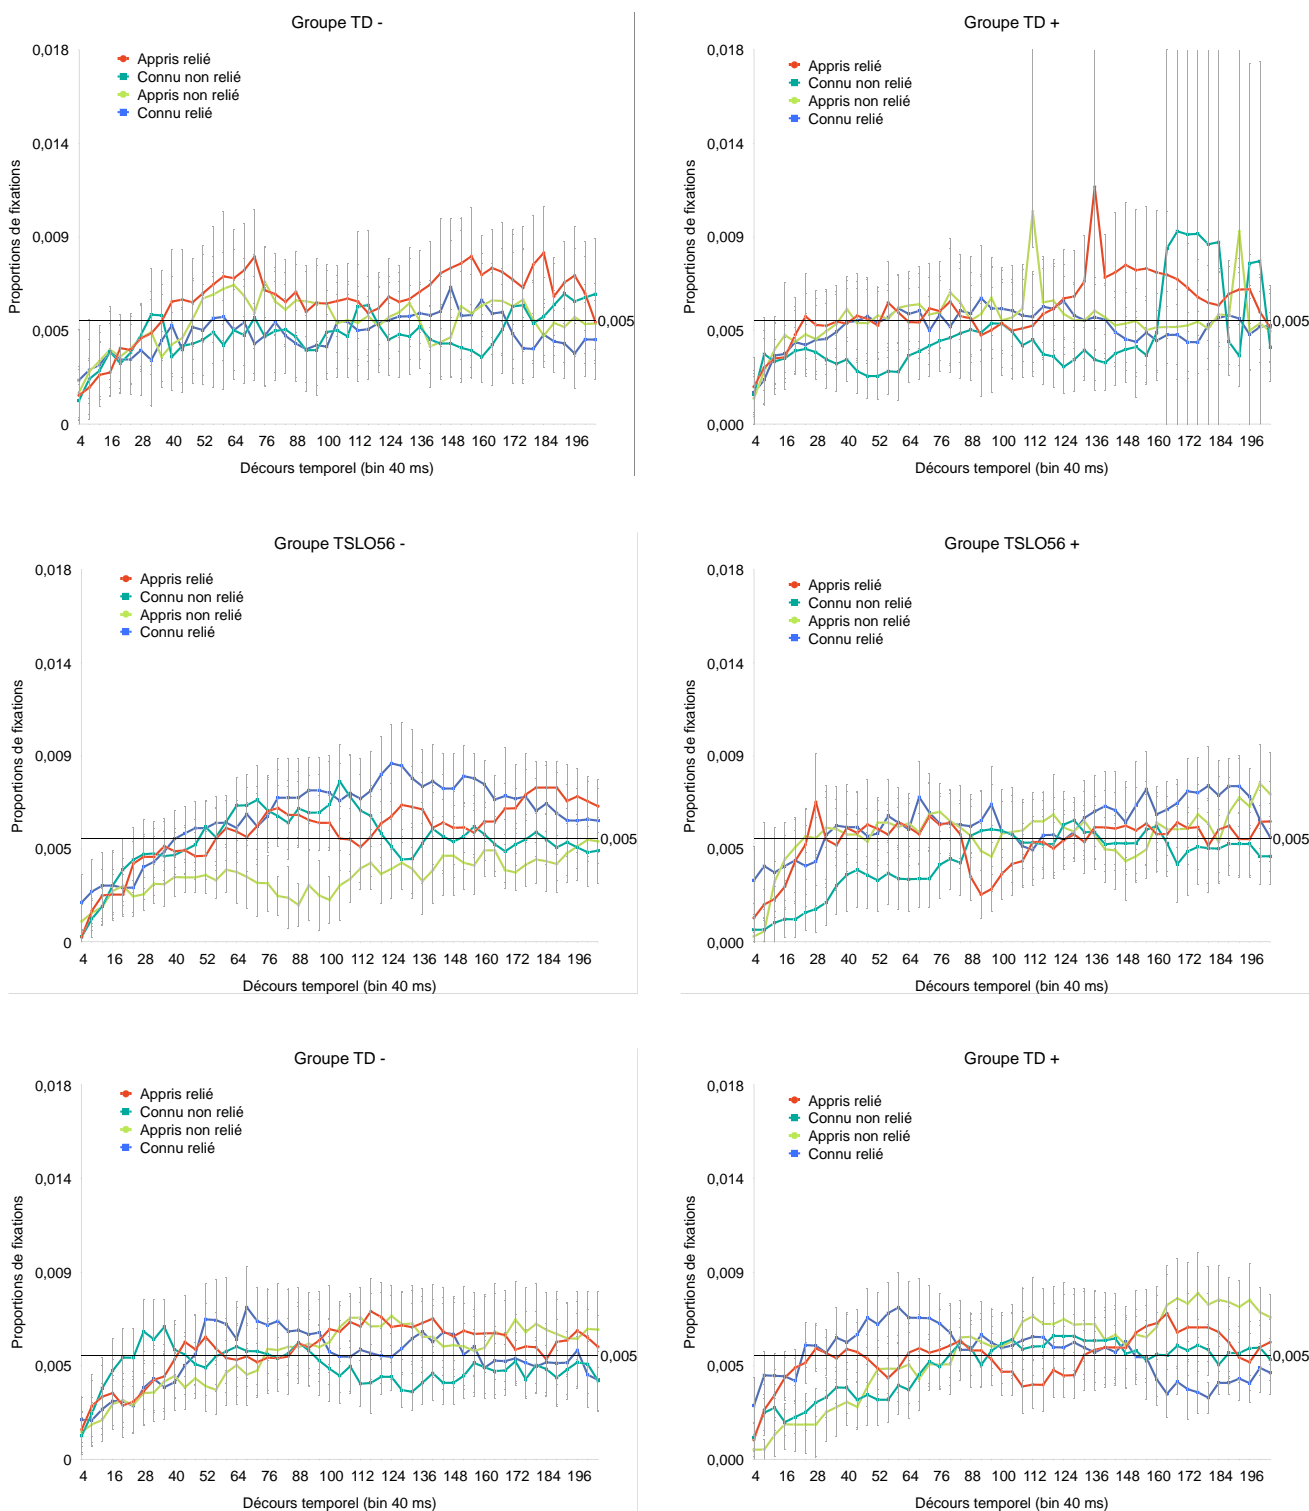 Groupe TD -
0,018
0,014
0,009
0,005
0
Proportions de fixations
Appris relié
Connu non relié
Appris non relié
Connu relié
0,005
4 16 28 40 52 64 76 88 100 112 124 136 148 160 172 184 196
Décours temporel (bin 40 ms)
Groupe TD +
0,018
0,014
0,009
0,005
0,000
Proportions de fixations
Appris relié
Connu non relié
Appris non relié
Connu relié
0,005
4 16 28 40 52 64 76 88 100 112 124 136 148 160 172 184 196
Décours temporel (bin 40 ms)
Groupe TSLO56 -
0,018
0,014
0,009
0,005
0
Proportions de fixations
Appris relié
Connu non relié
Appris non relié
Connu relié
0,005
4 16 28 40 52 64 76 88 100 112 124 136 148 160 172 184 196
Décours temporel (bin 40 ms)
Groupe TSLO56 +
0,018
0,014
0,009
0,005
0,000
Proportions de fixations
Appris relié
Connu non relié
Appris non relié
Connu relié
0,005
4 16 28 40 52 64 76 88 100 112 124 136 148 160 172 184 196
Décours temporel (bin 40 ms)
Groupe TD -
0,018
0,014
0,009
0,005
0
Proportions de fixations
Appris relié
Connu non relié
Appris non relié
Connu relié
0,005
4 16 28 40 52 64 76 88 100 112 124 136 148 160 172 184 196
Décours temporel (bin 40 ms)
Groupe TD +
0,018
0,014
0,009
0,005
0,000
Proportions de fixations
Appris relié
Connu non relié
Appris non relié
Connu relié
0,005
4 16 28 40 52 64 76 88 100 112 124 136 148 160 172 184 196
Décours temporel (bin 40 ms)